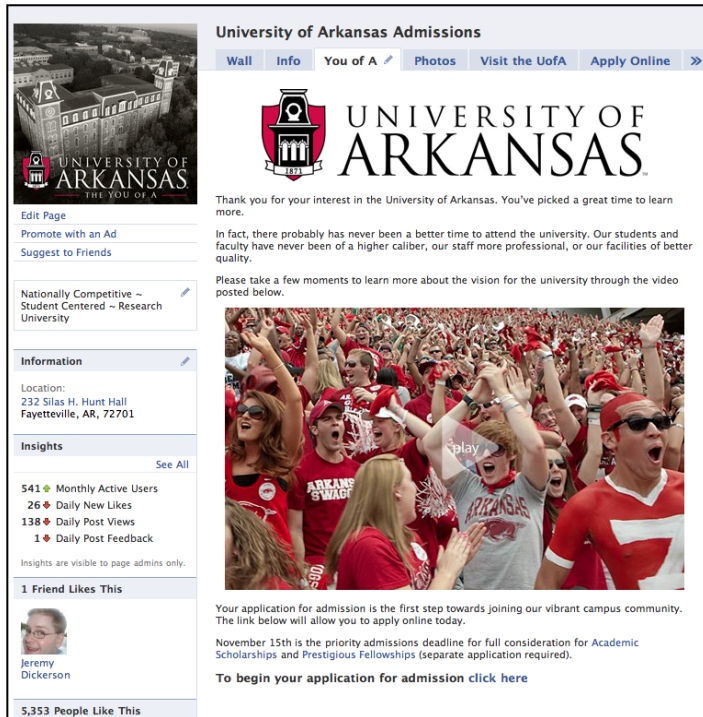 UNIVERSITY OF
ARKANSAS
THE YOU OF A
1871
Edit Page
Promote with an Ad
Suggest to Friends
Nationally Competitive ~
Student Centered ~ Research
University
Information
Location:
232 Silas H. Hunt Hall
Fayetteville, AR, 72701
Insights
See All
541 Monthly Active Users
26 Daily New Likes
138 Daily Post Views
1 Daily Post Feedback
Insights are visible to page admins only.
1 Friend Likes This
Jeremy
Dickerson
5,353 People Like This
University of Arkansas Admissions
Wall Info You of A Photos Visit the UofA Apply Online »
1871
UNIVERSITY OF
ARKANSAS
Thank you for your interest in the University of Arkansas. You've picked a great time to learn
more.
In fact, there probably has never been a better time to attend the university. Our students and
faculty have never been of a higher caliber, our staff more professional, or our facilities of better
quality.
Please take a few moments to learn more about the vision for the university through the video
posted below.
play
ARKANSAS
SWAGG
ARKANSAS
Your application for admission is the first step towards joining our vibrant campus community.
The link below will allow you to apply online today.
November 15th is the priority admissions deadline for full consideration for Academic
Scholarships and Prestigious Fellowships (separate application required).
To begin your application for admission click here